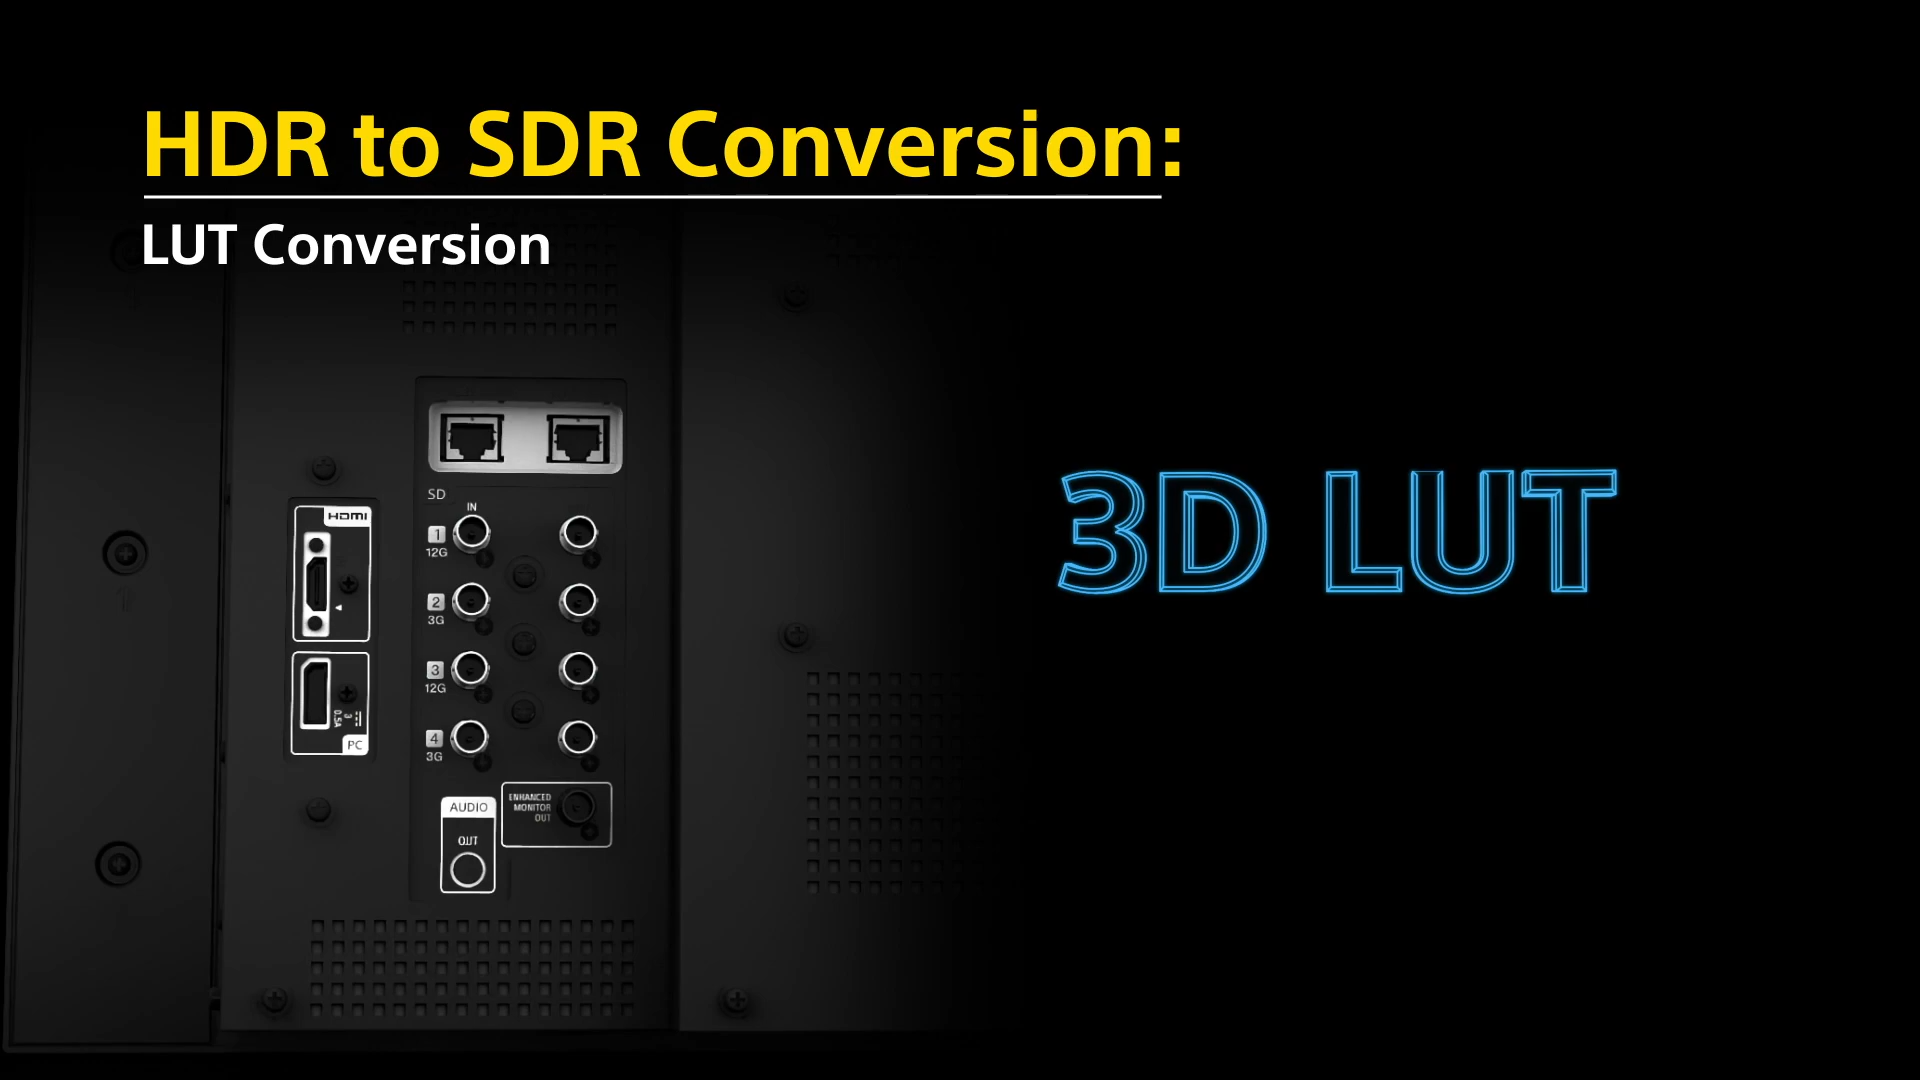 HDR to SDR Conversion:
LUT Conversion
3D LUT
SD
IN
HDMI
1
12G
2
3G
3
12G
4
3G
PC
AUDIO
OUT
ENHANCED
MONITOR
OUT